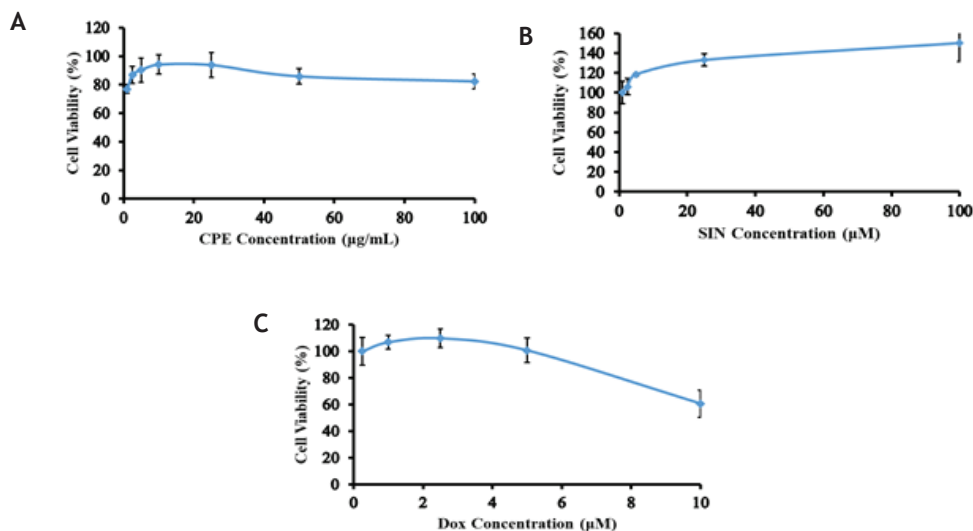 A
120
100
80
60
40
20
0
Cell Viability (%)
0 20 40 60 80 100
CPE Concentration (µg/mL)
B
160
140
120
100
80
60
40
20
0
Cell Viability (%)
0 20 40 60 80 100
SIN Concentration (µM)
C
120
100
80
60
40
20
0
Cell Viability (%)
0 2 4 6 8 10
Dox Concentration (µM)